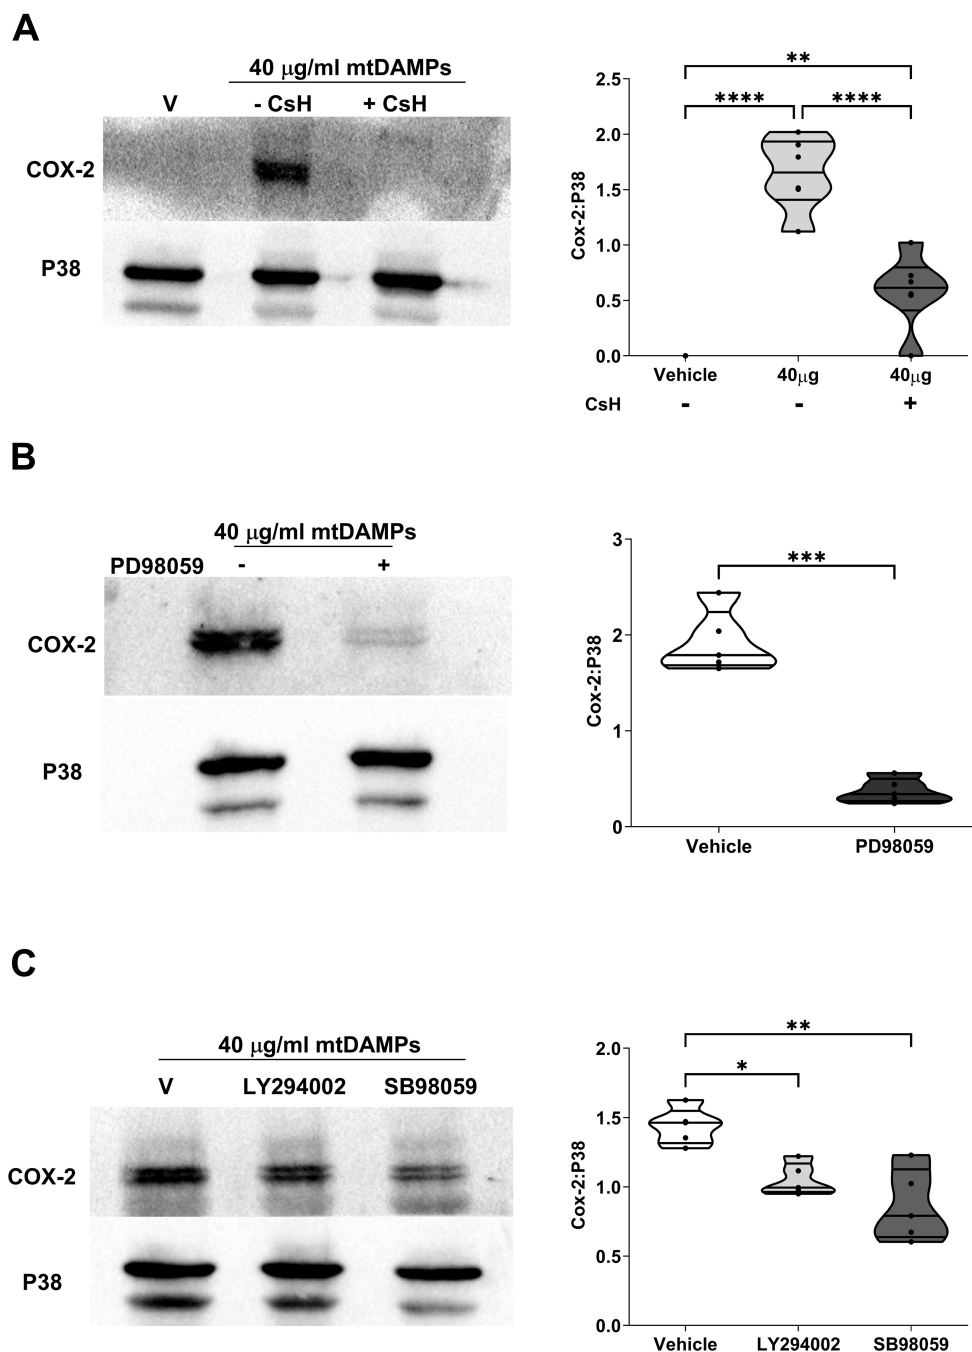 A
40 μg/ml mtDAMPs
V - CsH + CsH
COX-2
P38
**
**** ****
Cox-2:P38
2.5
2.0
1.5
1.0
0.5
0.0
Vehicle 40μg 40μg
CsH - - +
B
40 μg/ml mtDAMPs
PD98059 - +
COX-2
P38
***
Cox-2:P38
3
2
1
0
Vehicle PD98059
C
40 μg/ml mtDAMPs
V LY294002 SB98059
COX-2
P38
**
*
Cox-2:P38
2.0
1.5
1.0
0.5
0.0
Vehicle LY294002 SB98059